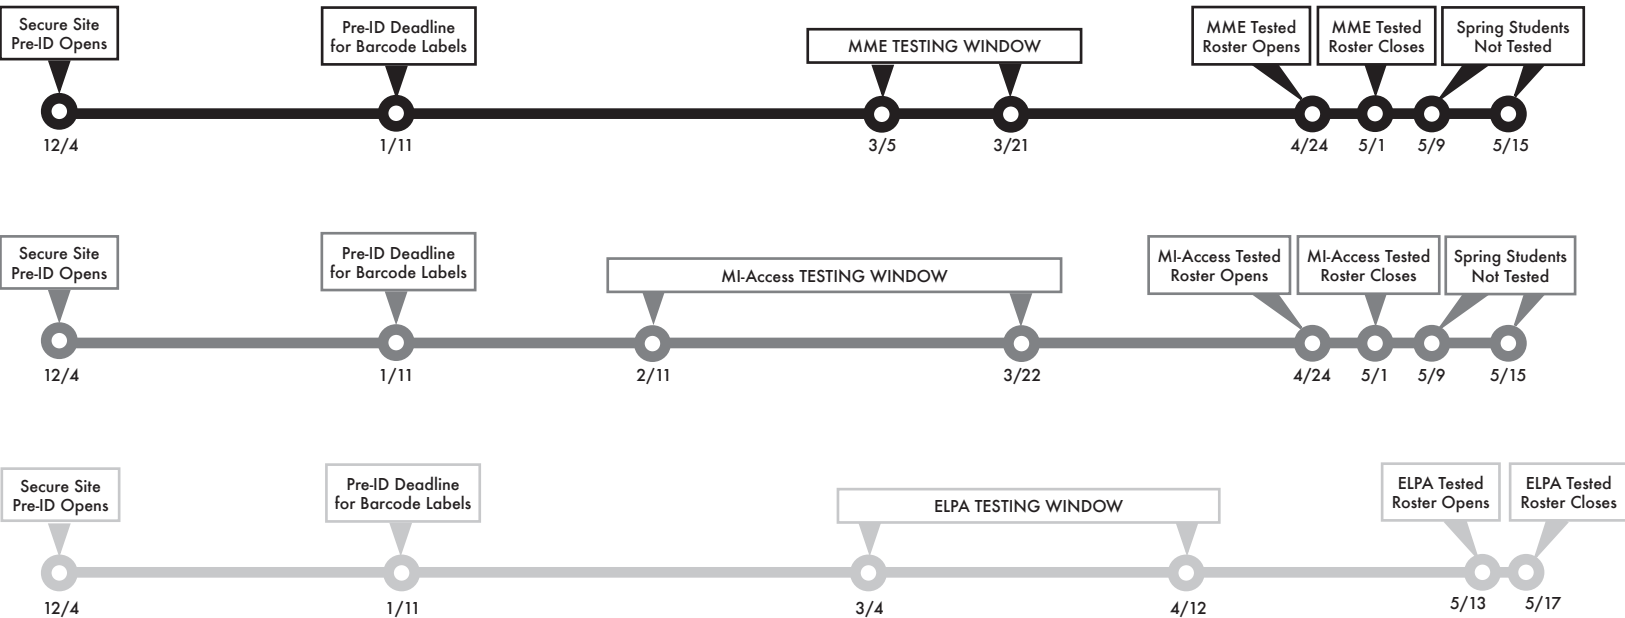 Secure Site
Pre-ID Opens
Pre-ID Deadline
for Barcode Labels
MME TESTING WINDOW
MME Tested
Roster Opens
MME Tested
Roster Closes
Spring Students
Not Tested
12/4
1/11
3/5
3/21
4/24
5/1
5/9
5/15
Secure Site
Pre-ID Opens
Pre-ID Deadline
for Barcode Labels
MI-Access TESTING WINDOW
MI-Access Tested
Roster Opens
MI-Access Tested
Roster Closes
Spring Students
Not Tested
12/4
1/11
2/11
3/22
4/24
5/1
5/9
5/15
Secure Site
Pre-ID Opens
Pre-ID Deadline
for Barcode Labels
ELPA TESTING WINDOW
ELPA Tested
Roster Opens
ELPA Tested
Roster Closes
12/4
1/11
3/4
4/12
5/13
5/17